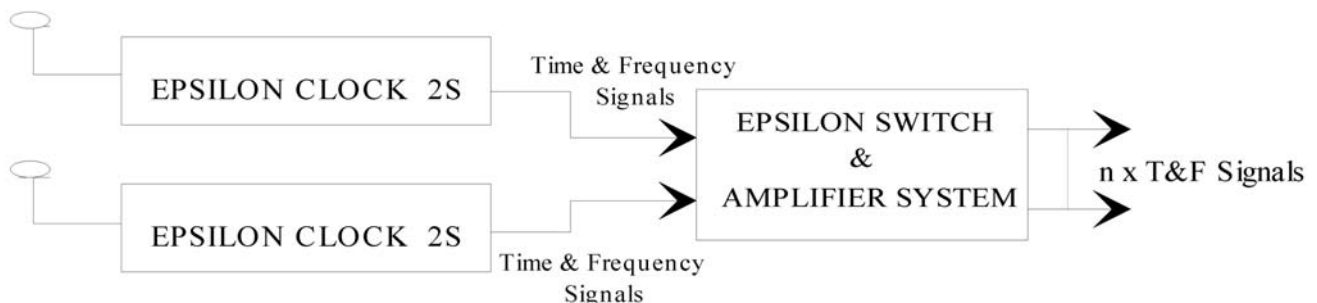 EPSILON CLOCK 2S
Time & Frequency
Signals
EPSILON SWITCH
&
AMPLIFIER SYSTEM
n x T&F Signals
EPSILON CLOCK 2S
Time & Frequency
Signals